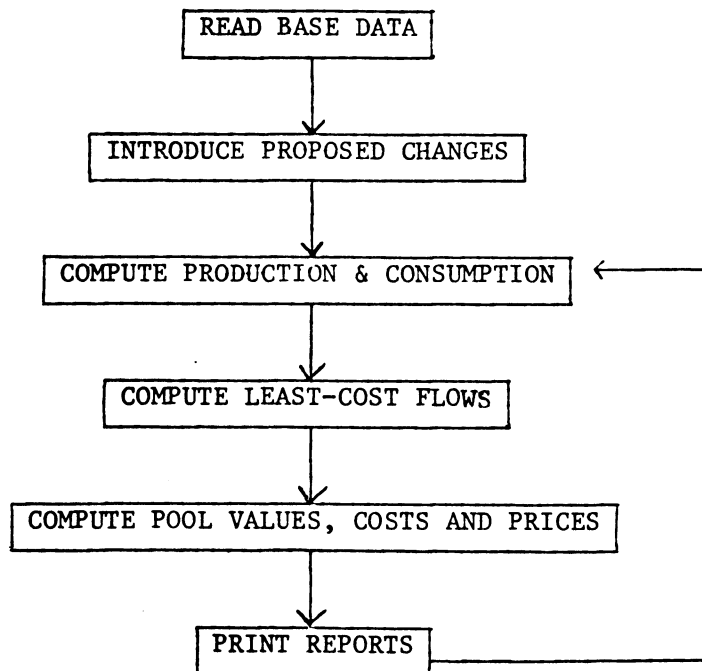 READ BASE DATA
INTRODUCE PROPOSED CHANGES
COMPUTE PRODUCTION & CONSUMPTION
COMPUTE LEAST-COST FLOWS
COMPUTE POOL VALUES, COSTS AND PRICES
PRINT REPORTS